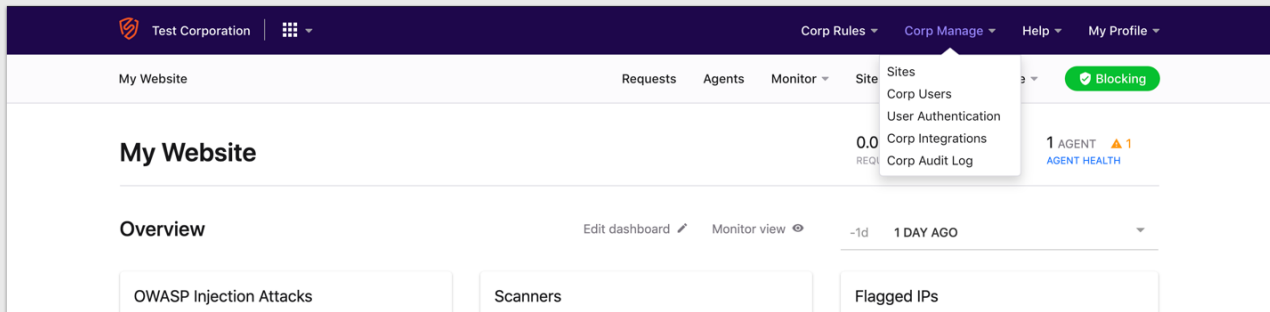 Test Corporation
Corp Rules
Corp Manage
Help
My Profile
My Website
Requests
Agents
Monitor
Blocking
Sites
Corp Users
User Authentication
Corp Integrations
Corp Audit Log
My Website
0.0
1 AGENT 1
AGENT HEALTH
Overview
Edit dashboard
Monitor view
-1d 1 DAY AGO
OWASP Injection Attacks
Scanners
Flagged IPs